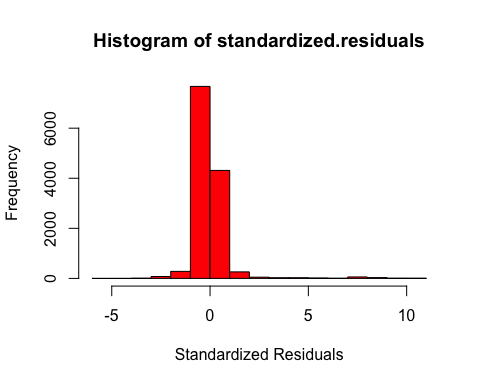 Histogram of standardized.residuals
Frequency
6000
4000
2000
0
-5 0 5 10
Standardized Residuals